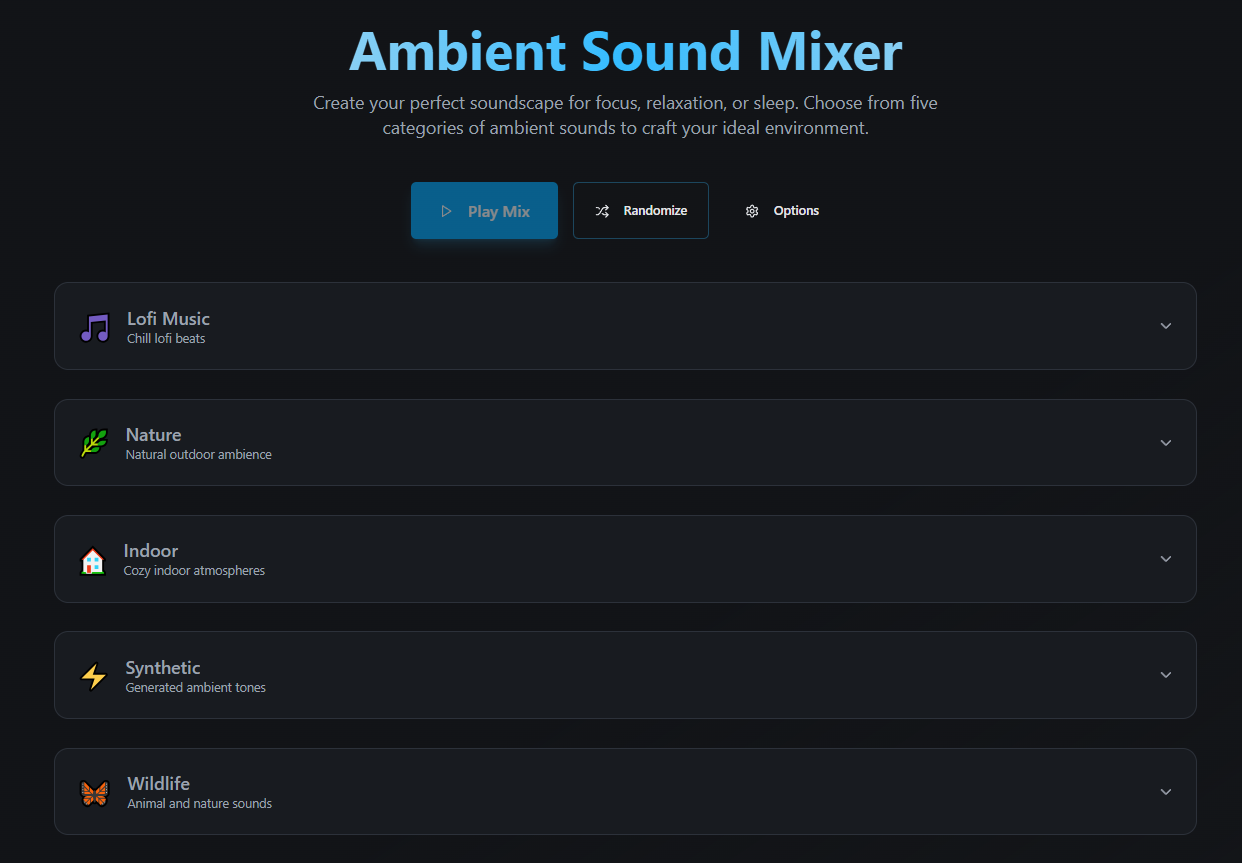 Ambient Sound Mixer
Create your perfect soundscape for focus, relaxation, or sleep. Choose from five
categories of ambient sounds to craft your ideal environment.
Play Mix
Randomize
Options
Lofi Music
Chill lofi beats
Nature
Natural outdoor ambience
Indoor
Cozy indoor atmospheres
Synthetic
Generated ambient tones
Wildlife
Animal and nature sounds